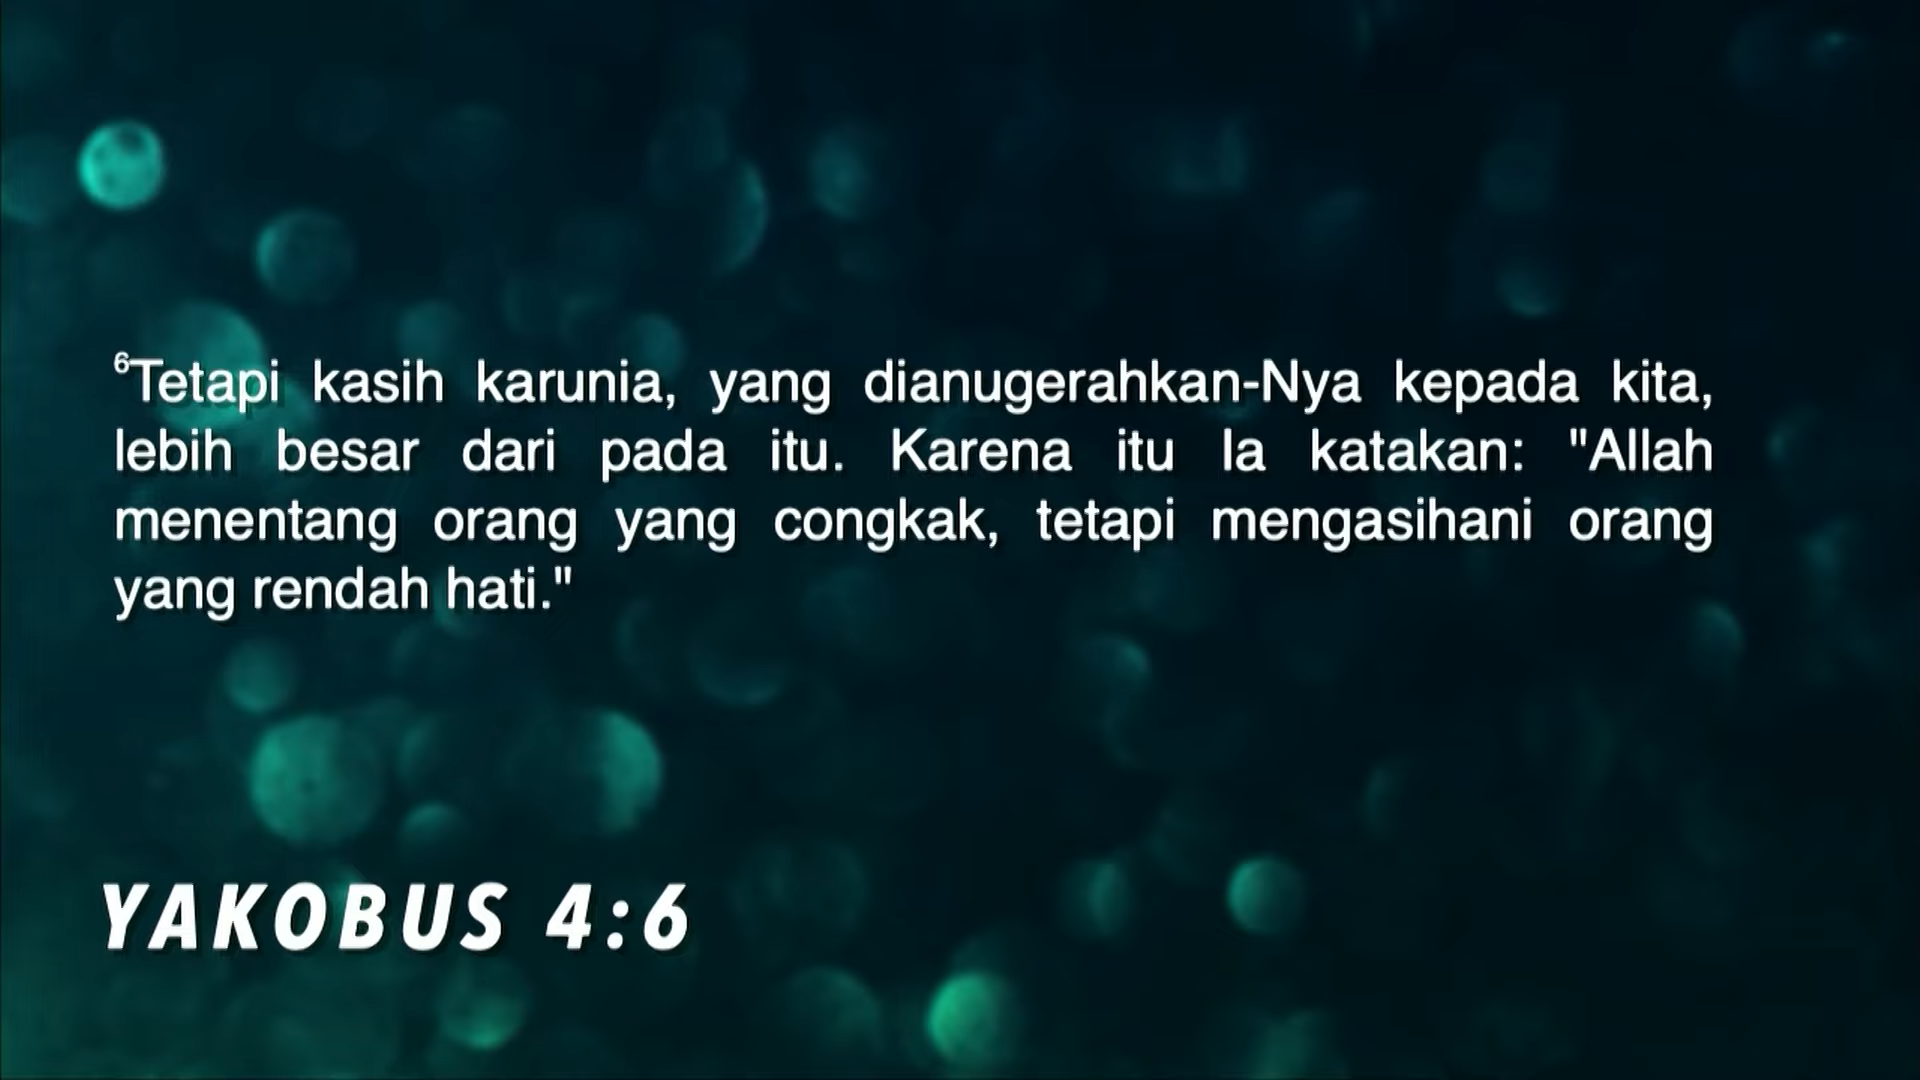 ⁶Tetapi kasih karunia, yang dianugerahkan-Nya kepada kita,
lebih besar dari pada itu. Karena itu Ia katakan: "Allah
menentang orang yang congkak, tetapi mengasihani orang
yang rendah hati."
YAKOBUS 4:6